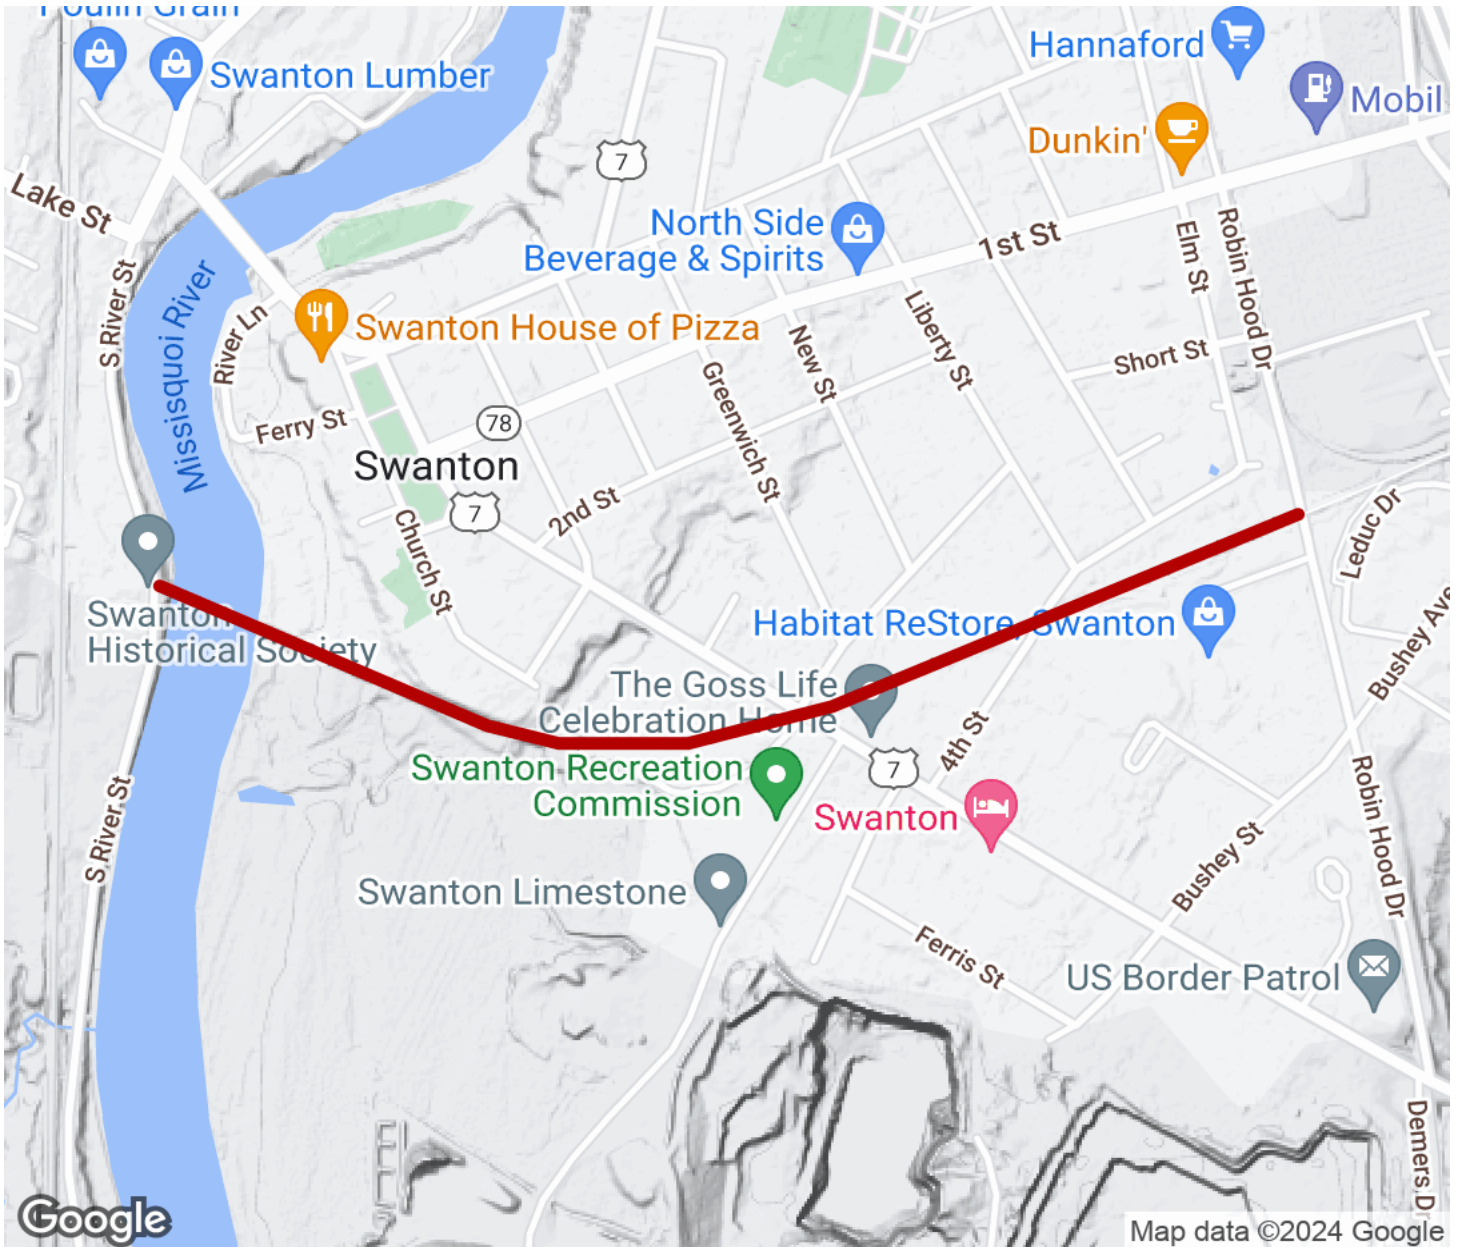 Poulin Grain
Swanton Lumber
Hannaford
Mobil
Dunkin'
7
Lake St
North Side
Beverage & Spirits
1st St
Elm St
Robin Hood Dr
S River St
Missisquoi River
River Ln
Swanton House of Pizza
New St
Liberty St
Short St
Greenwich St
Ferry St
78
Swanton
7
2nd St
Church St
Leduc Dr
Swanton
Historical Society
Habitat ReStore, Swanton
Bushey Ave
The Goss Life
Celebration Home
4th St
7
Swanton Recreation
Commission
Swanton
S River St
Robin Hood Dr
Bushey St
Swanton Limestone
Ferris St
US Border Patrol
Demers Dr
Google
Map data ©2024 Google